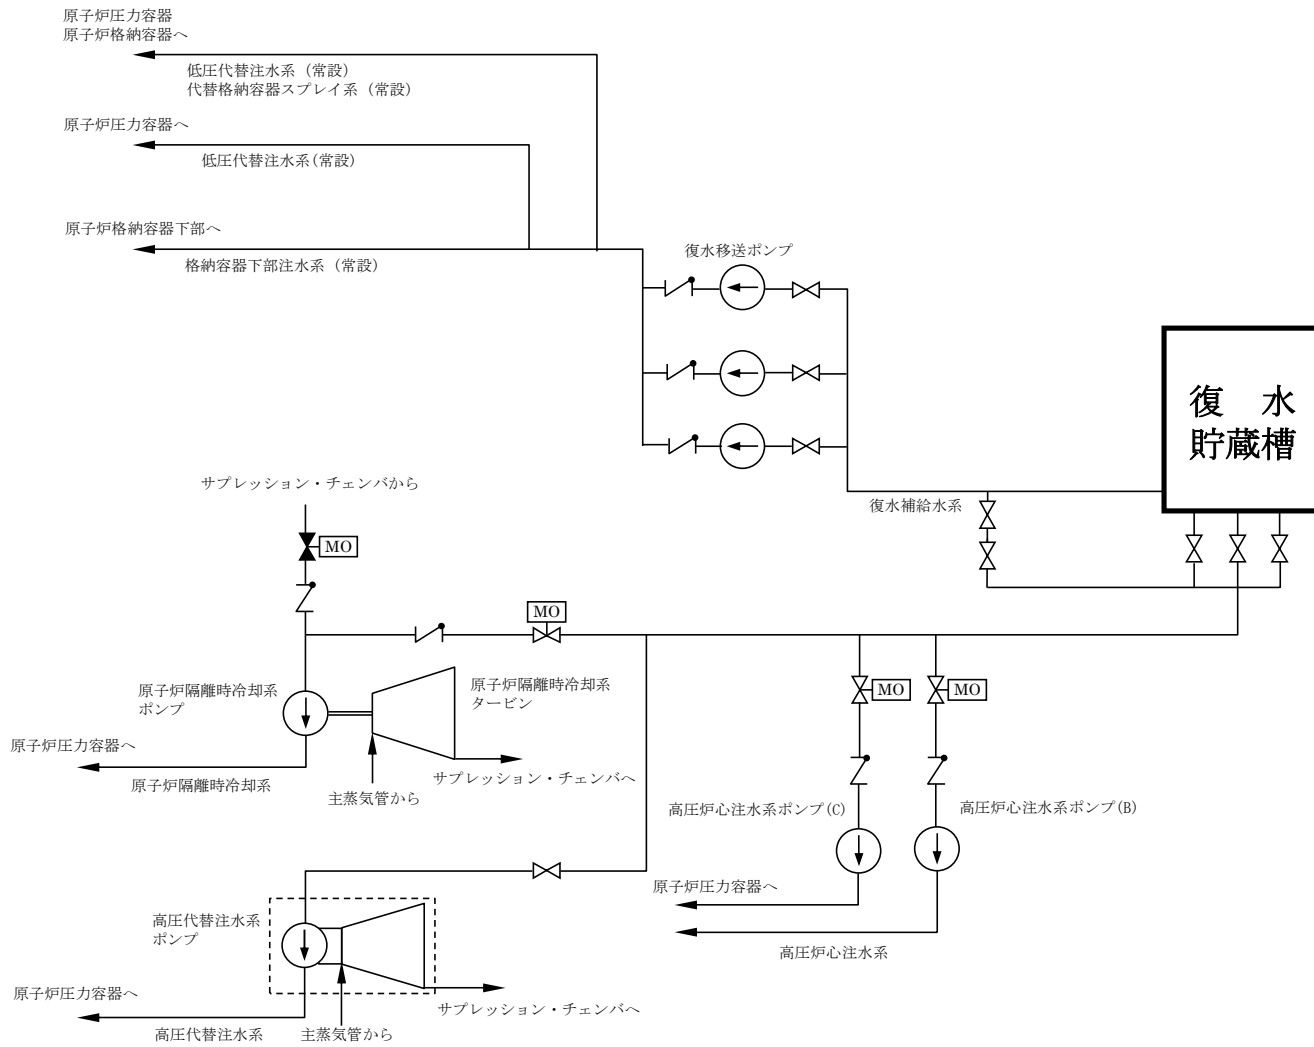 原子炉圧力容器
原子炉格納容器へ
低圧代替注水系（常設）
代替格納容器スプレイ系（常設）
原子炉圧力容器へ
低圧代替注水系(常設)
原子炉格納容器下部へ
格納容器下部注水系（常設）
復水移送ポンプ
復　水
貯蔵槽
サプレッション・チェンバから
復水補給水系
MO
MO
原子炉隔離時冷却系
ポンプ
原子炉隔離時冷却系
タービン
MO
MO
原子炉圧力容器へ
原子炉隔離時冷却系
サプレッション・チェンバへ
主蒸気管から
高圧炉心注水系ポンプ(C)
高圧炉心注水系ポンプ(B)
原子炉圧力容器へ
高圧炉心注水系
高圧代替注水系
ポンプ
原子炉圧力容器へ
サプレッション・チェンバへ
高圧代替注水系
主蒸気管から